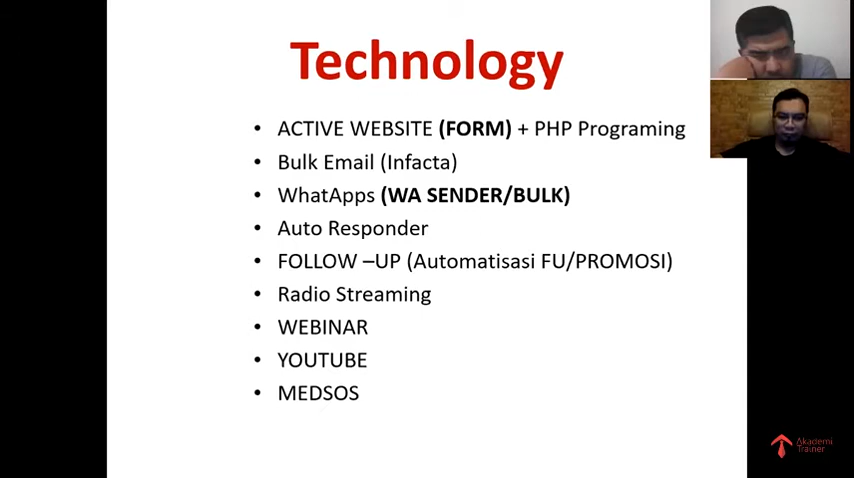 Technology
• ACTIVE WEBSITE (FORM) + PHP Programing
• Bulk Email (Infacta)
• WhatApps (WA SENDER/BULK)
• Auto Responder
• FOLLOW –UP (Automatisasi FU/PROMOSI)
• Radio Streaming
• WEBINAR
• YOUTUBE
• MEDSOS
Akademi
Trainer